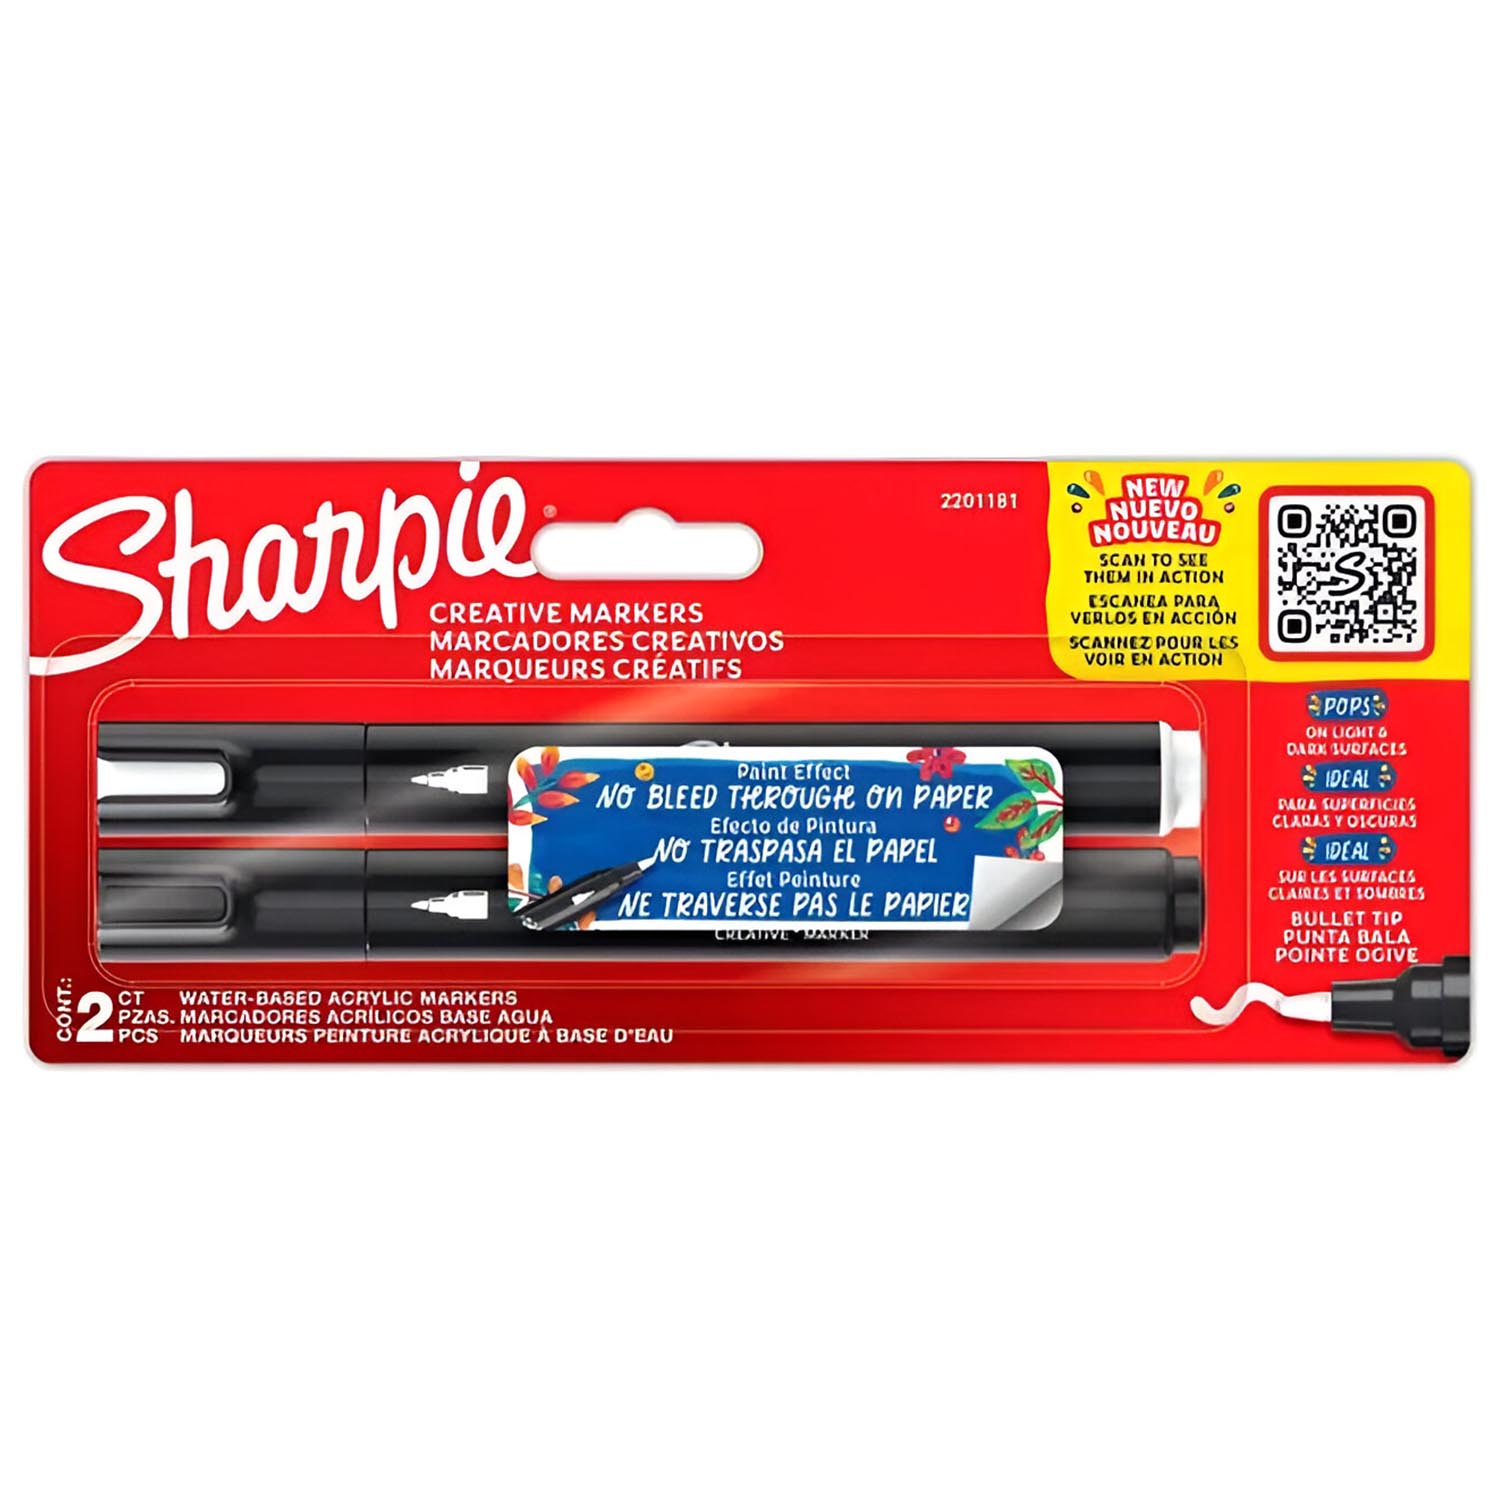 Sharpie®
2201181
CREATIVE MARKERS
MARCADORES CREATIVOS
MARQUEURS CRÉATIFS
NEW
NUEVO
NOUVEAU
SCAN TO SEE
THEM IN ACTION
ESCANEA PARA
VERLOS EN ACCIÓN
SCANNEZ POUR LES
VOIR EN ACTION
S
POPS
ON LIGHT &
DARK SURFACES
IDEAL
PARA SUPERFICIES
CLARAS Y OSCURAS
IDEAL
SUR LES SURFACES
CLAIRES ET SOMBRES
BULLET TIP
PUNTA BALA
POINTE OGIVE
Paint Effect
NO BLEED THROUGH ON PAPER
Efecto de Pintura
NO TRASPASA EL PAPEL
Effet Peinture
NE TRAVERSE PAS LE PAPIER
CREATIVE MARKER
CONT.: 2 CT PZAS. PCS
WATER-BASED ACRYLIC MARKERS
MARCADORES ACRÍLICOS BASE AGUA
MARQUEURS PEINTURE ACRYLIQUE À BASE D'EAU